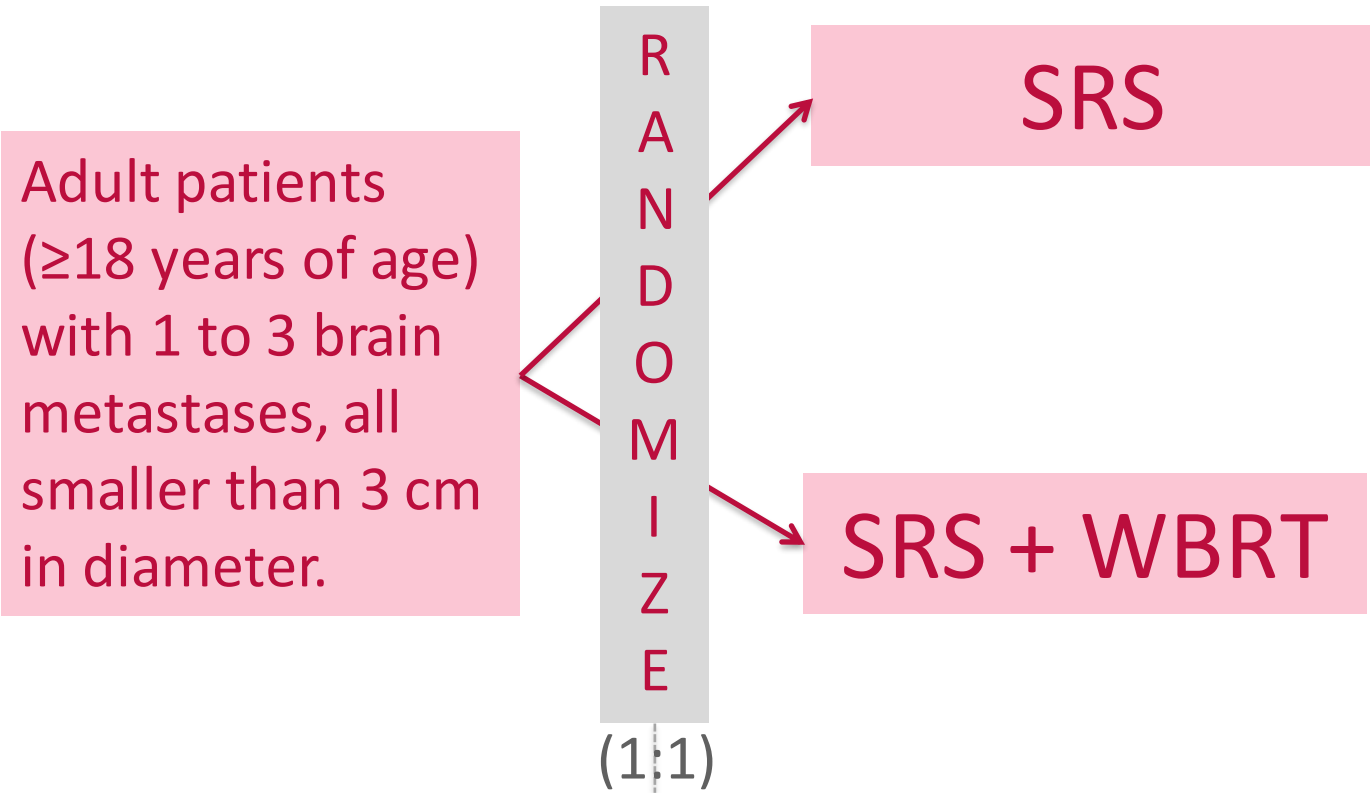 Adult patients
(≥18 years of age)
with 1 to 3 brain
metastases, all
smaller than 3 cm
in diameter.
RANDOMIZE
(1:1)
SRS
SRS + WBRT